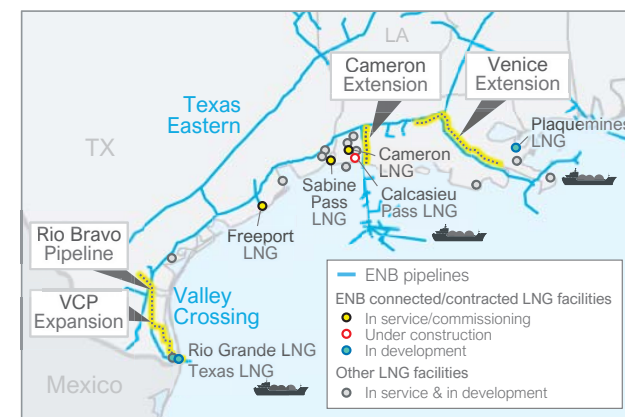 LA
Cameron
Extension
Venice
Extension
Texas
Eastern
TX
Plaquemines
LNG
Cameron
LNG
Sabine
Pass
LNG
Calcasieu
Pass LNG
Freeport
LNG
Rio Bravo
Pipeline
VCP
Expansion
Valley
Crossing
Rio Grande LNG
Texas LNG
Mexico
ENB pipelines
ENB connected/contracted LNG facilities
In service/commissioning
Under construction
In development
Other LNG facilities
In service & in development